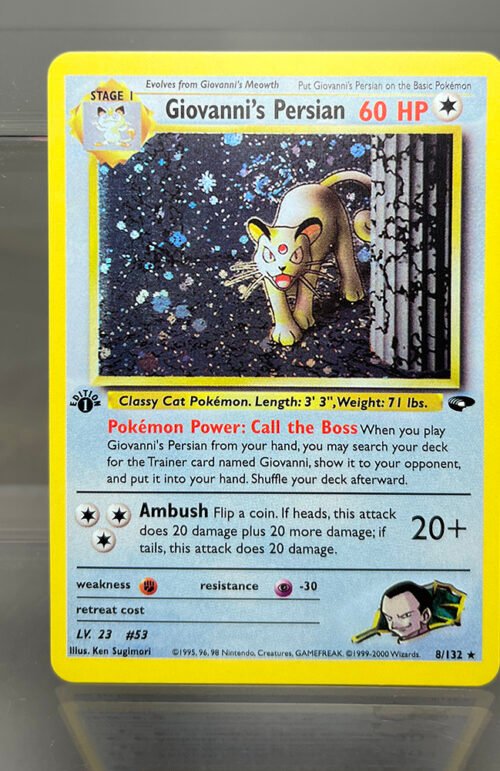 Evolves from Giovanni's Meowth Put Giovanni's Persian on the Basic Pokémon
STAGE 1
Giovanni's Persian 60 HP
EDITION
1
Classy Cat Pokémon. Length: 3' 3", Weight: 71 lbs.
Pokémon Power: Call the Boss When you play
Giovanni's Persian from your hand, you may search your deck
for the Trainer card named Giovanni, show it to your opponent,
and put it into your hand. Shuffle your deck afterward.
Ambush Flip a coin. If heads, this attack
does 20 damage plus 20 more damage; if
tails, this attack does 20 damage.
20+
weakness resistance -30
retreat cost
LV. 23 #53
Illus. Ken Sugimori ©1995, 96, 98 Nintendo, Creatures, GAMEFREAK. ©1999-2000 Wizards. 8/132 ★